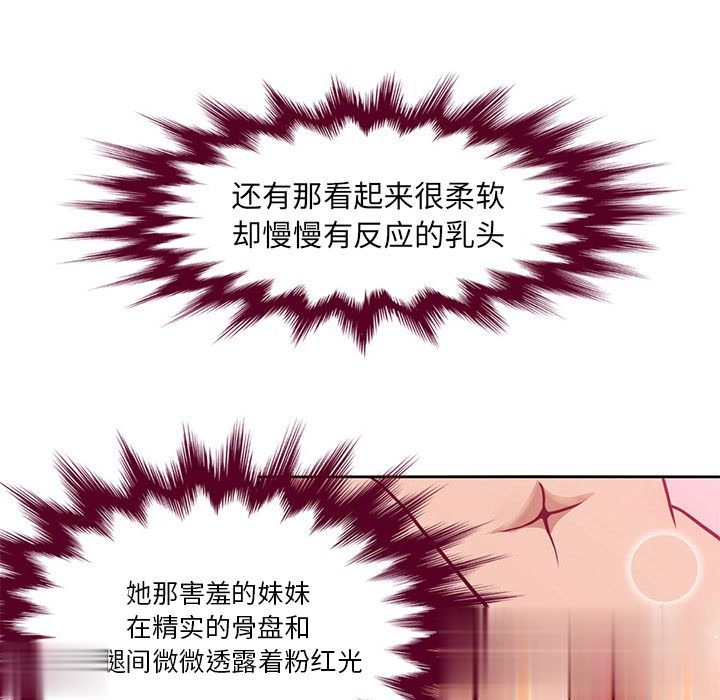 还有那看起来很柔软
却慢慢有反应的乳头
她那害羞的妹妹
在精实的骨盘和
腿间微微透露着粉红光